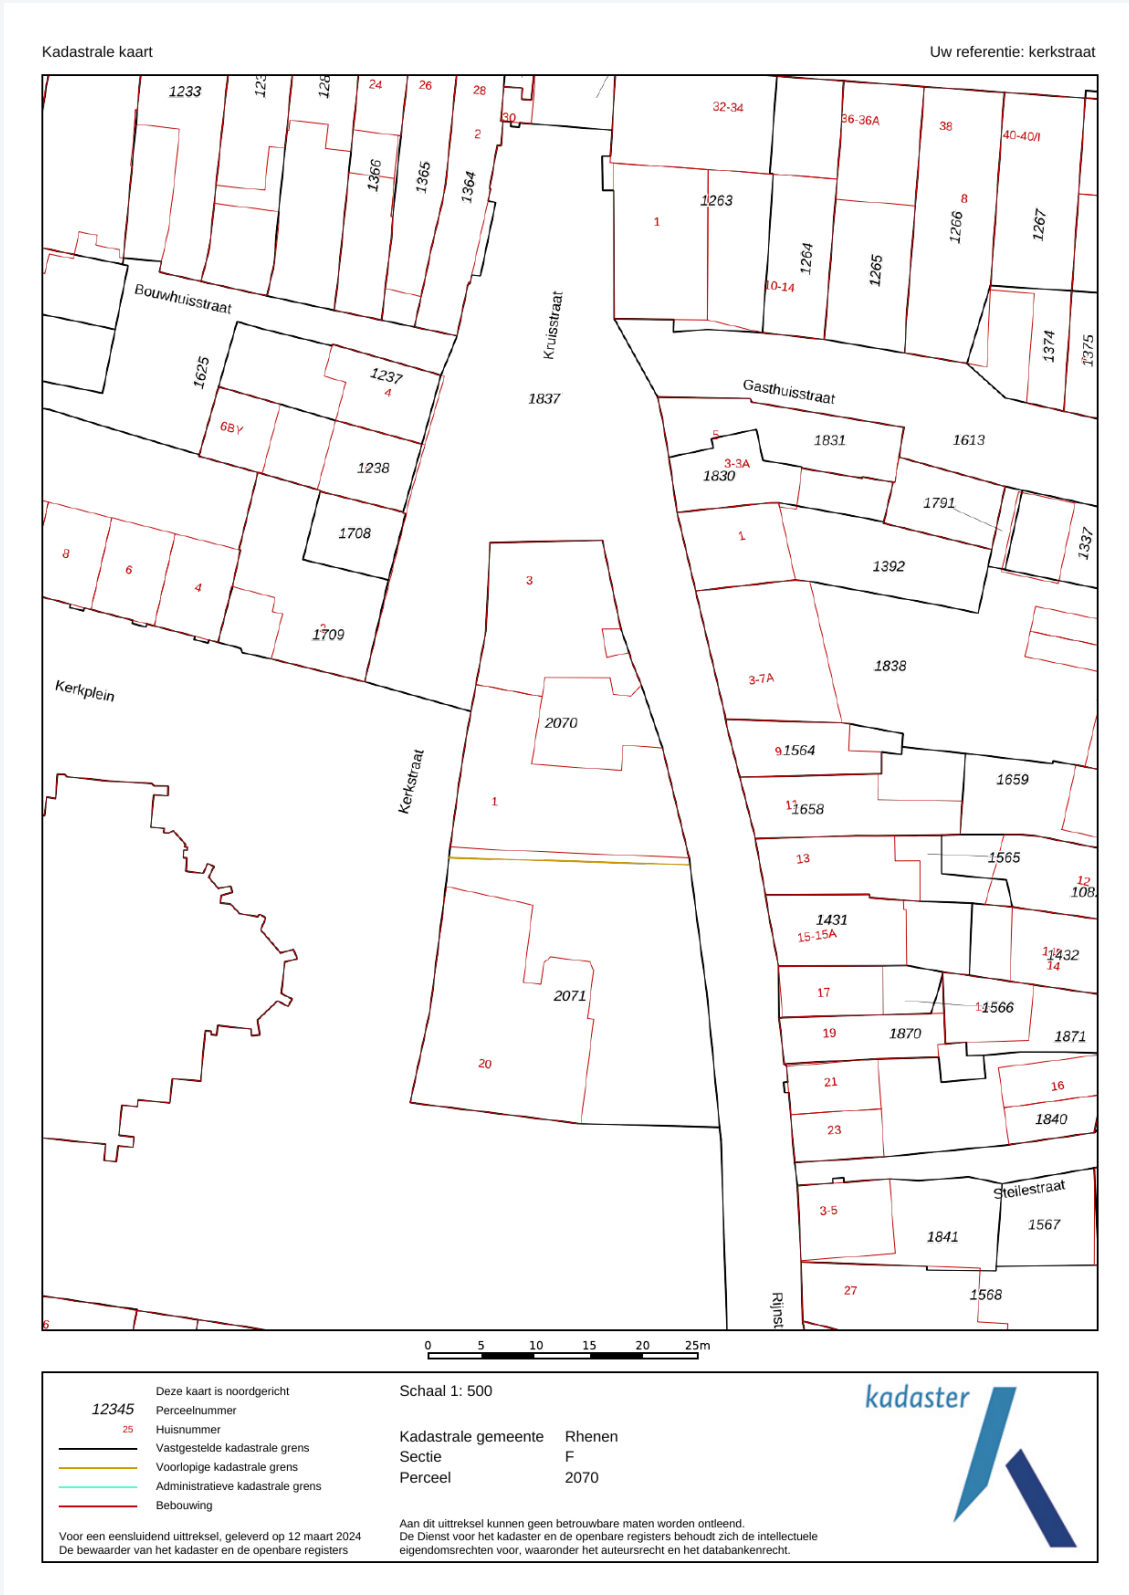 Kadastrale kaart
Uw referentie: kerkstraat
1233
24
26
28
30
2
1366
1365
1364
32-34
36-36A
38
40-40/I
1263
1
8
1264
1265
1266
1267
10-14
1374
1375
Bouwhuisstraat
Kruisstraat
Gasthuisstraat
1625
1237
4
6BY
1238
1837
5
1831
1613
3-3A
1830
1791
1708
1
1392
1337
8
6
4
3
1709
3-7A
1838
Kerkplein
2070
9
1564
1659
Kerkstraat
1
11
1658
13
1565
12
1431
15-15A
1432
14
2071
17
1566
19
1870
1871
20
21
16
23
1840
Steilestraat
3-5
1841
1567
27
1568
Rijnst
6
0 5 10 15 20 25m
Deze kaart is noordgericht
12345 Perceelnummer
25 Huisnummer
Vastgestelde kadastrale grens
Voorlopige kadastrale grens
Administratieve kadastrale grens
Bebouwing
Voor een eensluidend uittreksel, geleverd op 12 maart 2024
De bewaarder van het kadaster en de openbare registers
Schaal 1: 500
Kadastrale gemeente Rhenen
Sectie F
Perceel 2070
Aan dit uittreksel kunnen geen betrouwbare maten worden ontleend.
De Dienst voor het kadaster en de openbare registers behoudt zich de intellectuele
eigendomsrechten voor, waaronder het auteursrecht en het databankenrecht.
kadaster